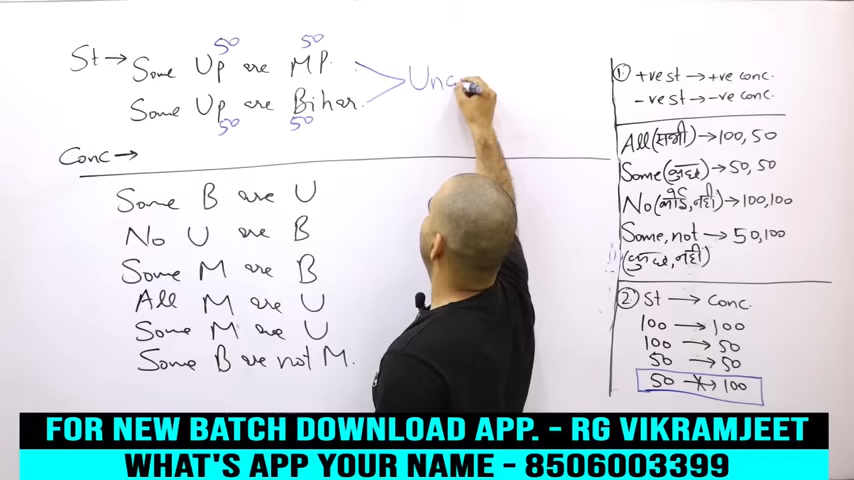 50 50
St → Some Up are MP.
Some Up are Bihar.
50 50
Unc
Conc →
Some B are U
No U are B
Some M are B
All M are U
Some M are U
Some B are not M.
① +ve st → +ve conc.
-ve st → -ve conc.
All (सभी) → 100, 50
Some (कुछ) → 50, 50
No (कोई, नहीं) → 100, 100
Some, not → 50, 100
(कुछ, नहीं)
② St → Conc.
100 → 100
100 → 50
50 → 50
50 → 100
FOR NEW BATCH DOWNLOAD APP. - RG VIKRAMJEET
WHAT'S APP YOUR NAME - 8506003399